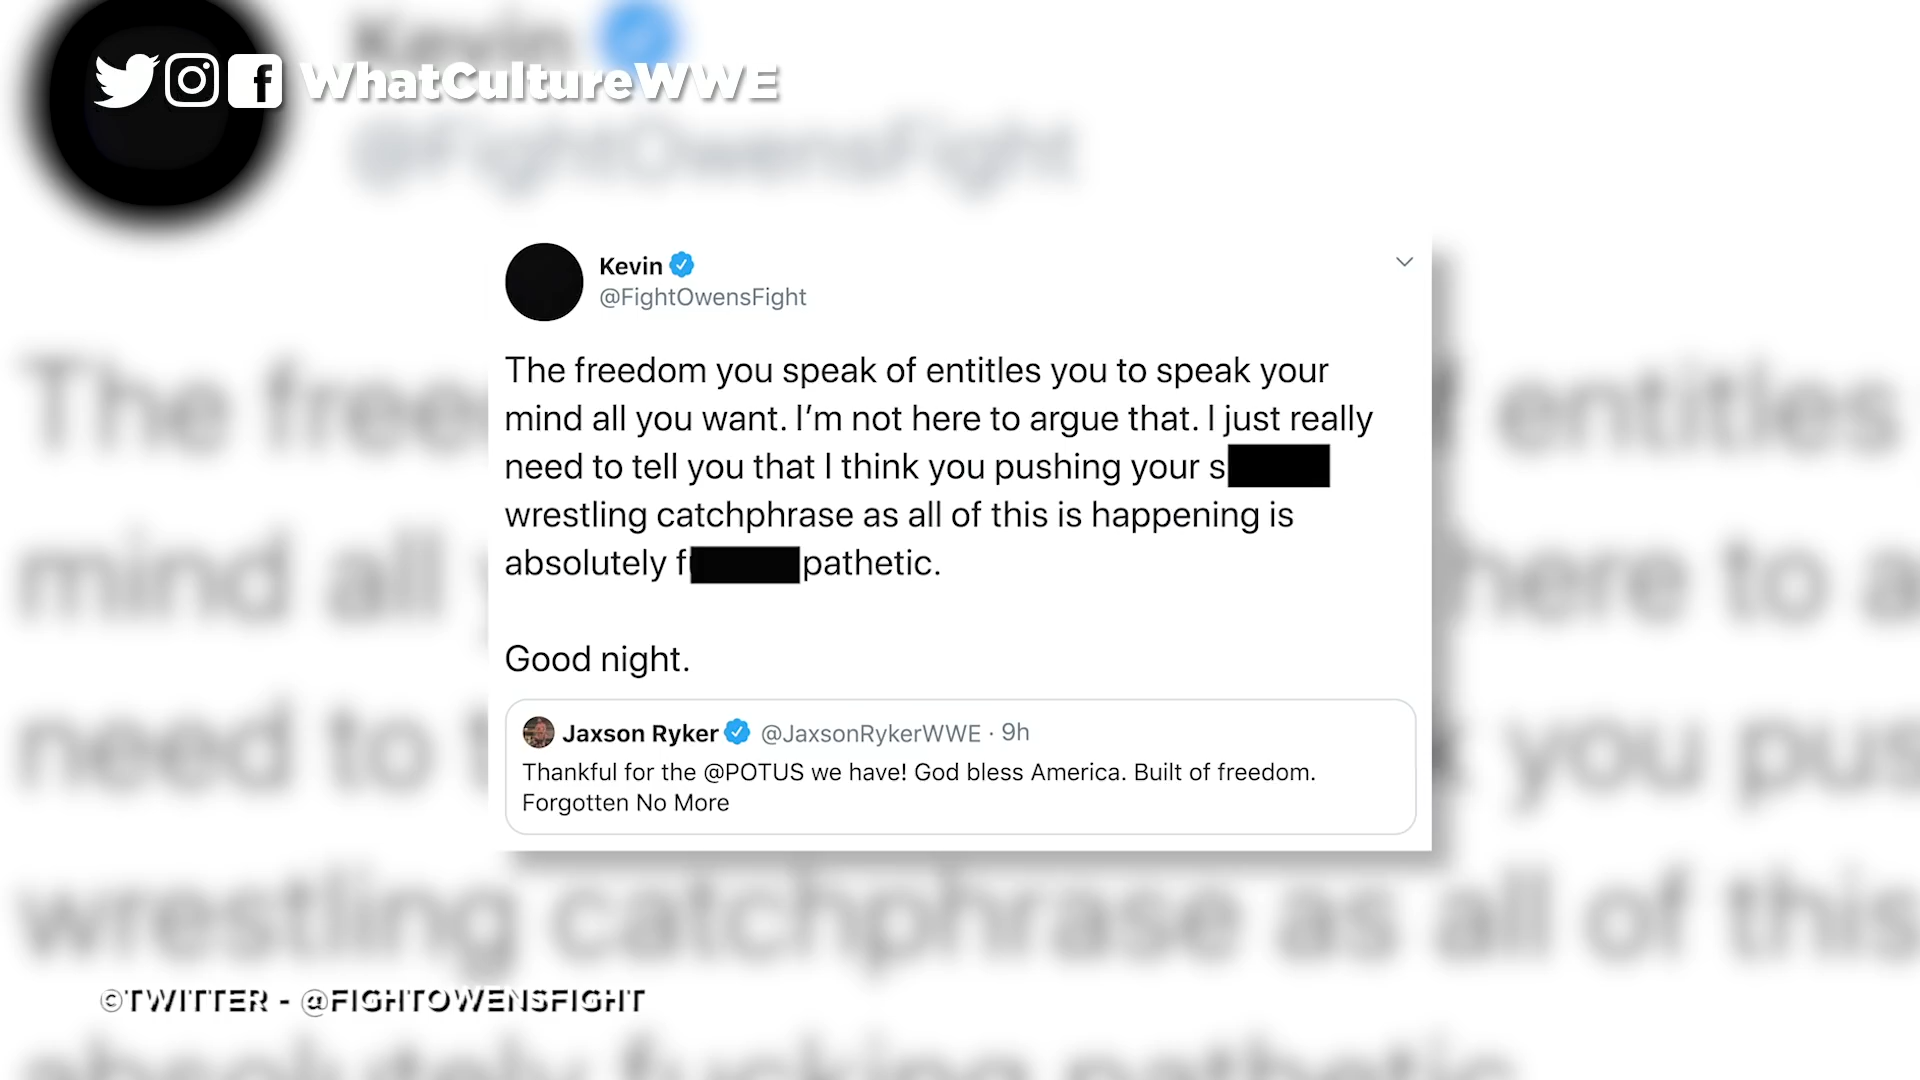 WhatCultureWWE
Kevin
@FightOwensFight
Kevin
@FightOwensFight
The freedom you speak of entitles you to speak your
mind all you want. I'm not here to argue that. I just really
need to tell you that I think you pushing your s
wrestling catchphrase as all of this is happening is
absolutely f pathetic.
Good night.
Jaxson Ryker @JaxsonRykerWWE · 9h
Thankful for the @POTUS we have! God bless America. Built of freedom.
Forgotten No More
©TWITTER - @FIGHTOWENSFIGHT